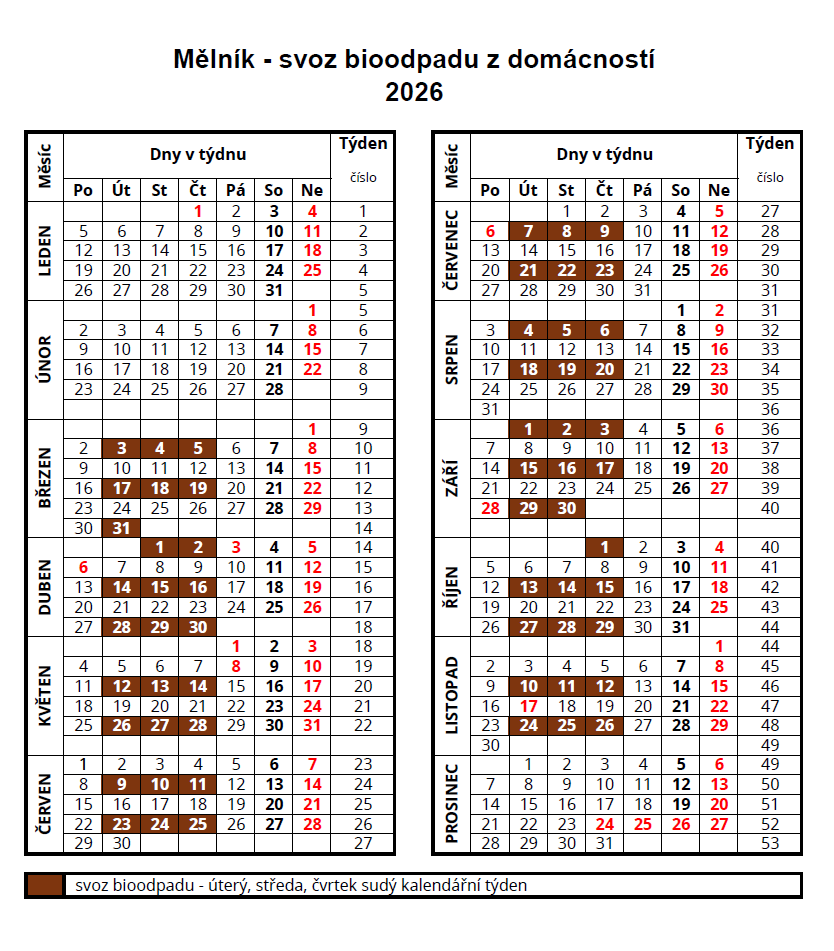 Mělník - svoz bioodpadu z domácností
2026
Měsíc Dny v týdnu Týden
číslo
Po Út St Čt Pá So Ne
LEDEN
1 2 3 4 1
5 6 7 8 9 10 11 2
12 13 14 15 16 17 18 3
19 20 21 22 23 24 25 4
26 27 28 29 30 31 5
ÚNOR
1 5
2 3 4 5 6 7 8 6
9 10 11 12 13 14 15 7
16 17 18 19 20 21 22 8
23 24 25 26 27 28 9
BŘEZEN
1 9
2 3 4 5 6 7 8 10
9 10 11 12 13 14 15 11
16 17 18 19 20 21 22 12
23 24 25 26 27 28 29 13
30 31 14
DUBEN
1 2 3 4 5 14
6 7 8 9 10 11 12 15
13 14 15 16 17 18 19 16
20 21 22 23 24 25 26 17
27 28 29 30 18
KVĚTEN
1 2 3 18
4 5 6 7 8 9 10 19
11 12 13 14 15 16 17 20
18 19 20 21 22 23 24 21
25 26 27 28 29 30 31 22
ČERVEN
1 2 3 4 5 6 7 23
8 9 10 11 12 13 14 24
15 16 17 18 19 20 21 25
22 23 24 25 26 27 28 26
29 30 27
Měsíc Dny v týdnu Týden
číslo
Po Út St Čt Pá So Ne
ČERVENEC
1 2 3 4 5 27
6 7 8 9 10 11 12 28
13 14 15 16 17 18 19 29
20 21 22 23 24 25 26 30
27 28 29 30 31 31
SRPEN
1 2 31
3 4 5 6 7 8 9 32
10 11 12 13 14 15 16 33
17 18 19 20 21 22 23 34
24 25 26 27 28 29 30 35
31 36
ZÁŘÍ
1 2 3 4 5 6 36
7 8 9 10 11 12 13 37
14 15 16 17 18 19 20 38
21 22 23 24 25 26 27 39
28 29 30 40
ŘÍJEN
1 2 3 4 40
5 6 7 8 9 10 11 41
12 13 14 15 16 17 18 42
19 20 21 22 23 24 25 43
26 27 28 29 30 31 44
LISTOPAD
1 44
2 3 4 5 6 7 8 45
9 10 11 12 13 14 15 46
16 17 18 19 20 21 22 47
23 24 25 26 27 28 29 48
30 49
PROSINEC
1 2 3 4 5 6 49
7 8 9 10 11 12 13 50
14 15 16 17 18 19 20 51
21 22 23 24 25 26 27 52
28 29 30 31 53
svoz bioodpadu - úterý, středa, čvrtek sudý kalendářní týden